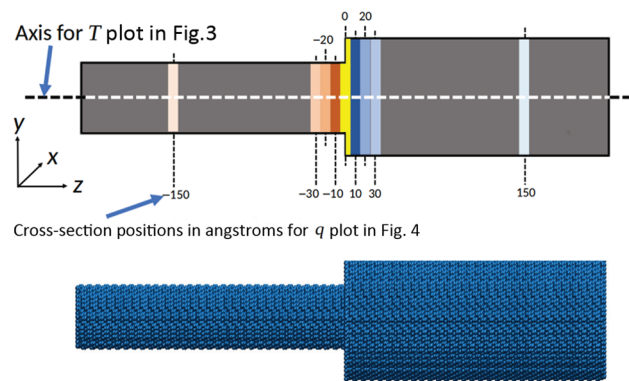 0 20
Axis for T plot in Fig.3
−20
y
x
z
−150
−30 −10 10 30
150
Cross-section positions in angstroms for q plot in Fig. 4